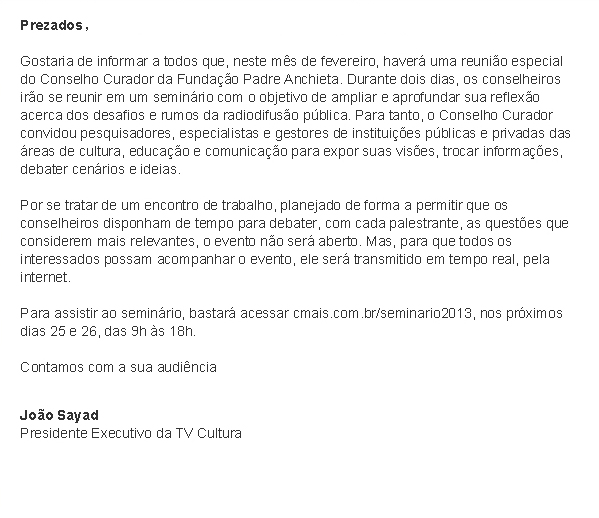 Prezados ,
Gostaria de informar a todos que, neste mês de fevereiro, haverá uma reunião especial
do Conselho Curador da Fundação Padre Anchieta. Durante dois dias, os conselheiros
irão se reunir em um seminário com o objetivo de ampliar e aprofundar sua reflexão
acerca dos desafios e rumos da radiodifusão pública. Para tanto, o Conselho Curador
convidou pesquisadores, especialistas e gestores de instituições públicas e privadas das
áreas de cultura, educação e comunicação para expor suas visões, trocar informações,
debater cenários e ideias.
Por se tratar de um encontro de trabalho, planejado de forma a permitir que os
conselheiros disponham de tempo para debater, com cada palestrante, as questões que
considerem mais relevantes, o evento não será aberto. Mas, para que todos os
interessados possam acompanhar o evento, ele será transmitido em tempo real, pela
internet.
Para assistir ao seminário, bastará acessar cmais.com.br/seminario2013, nos próximos
dias 25 e 26, das 9h às 18h.
Contamos com a sua audiência
João Sayad
Presidente Executivo da TV Cultura